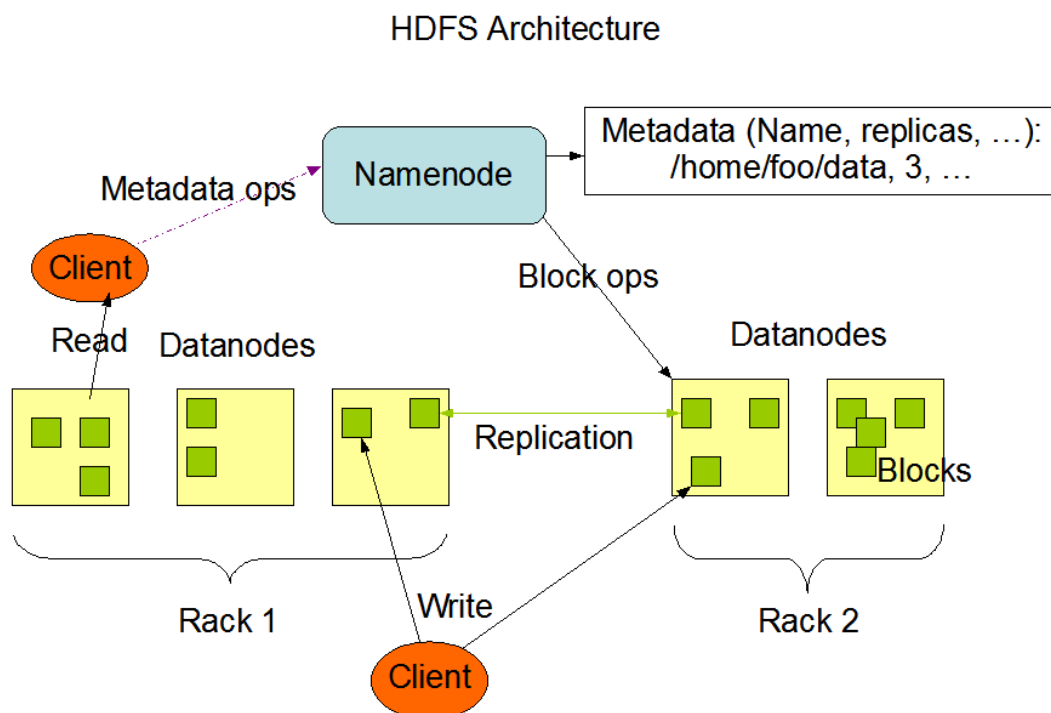 HDFS Architecture
Metadata (Name, replicas, …):
/home/foo/data, 3, …
Namenode
Metadata ops
Client
Block ops
Read
Datanodes
Datanodes
Replication
Blocks
Write
Rack 1
Rack 2
Client